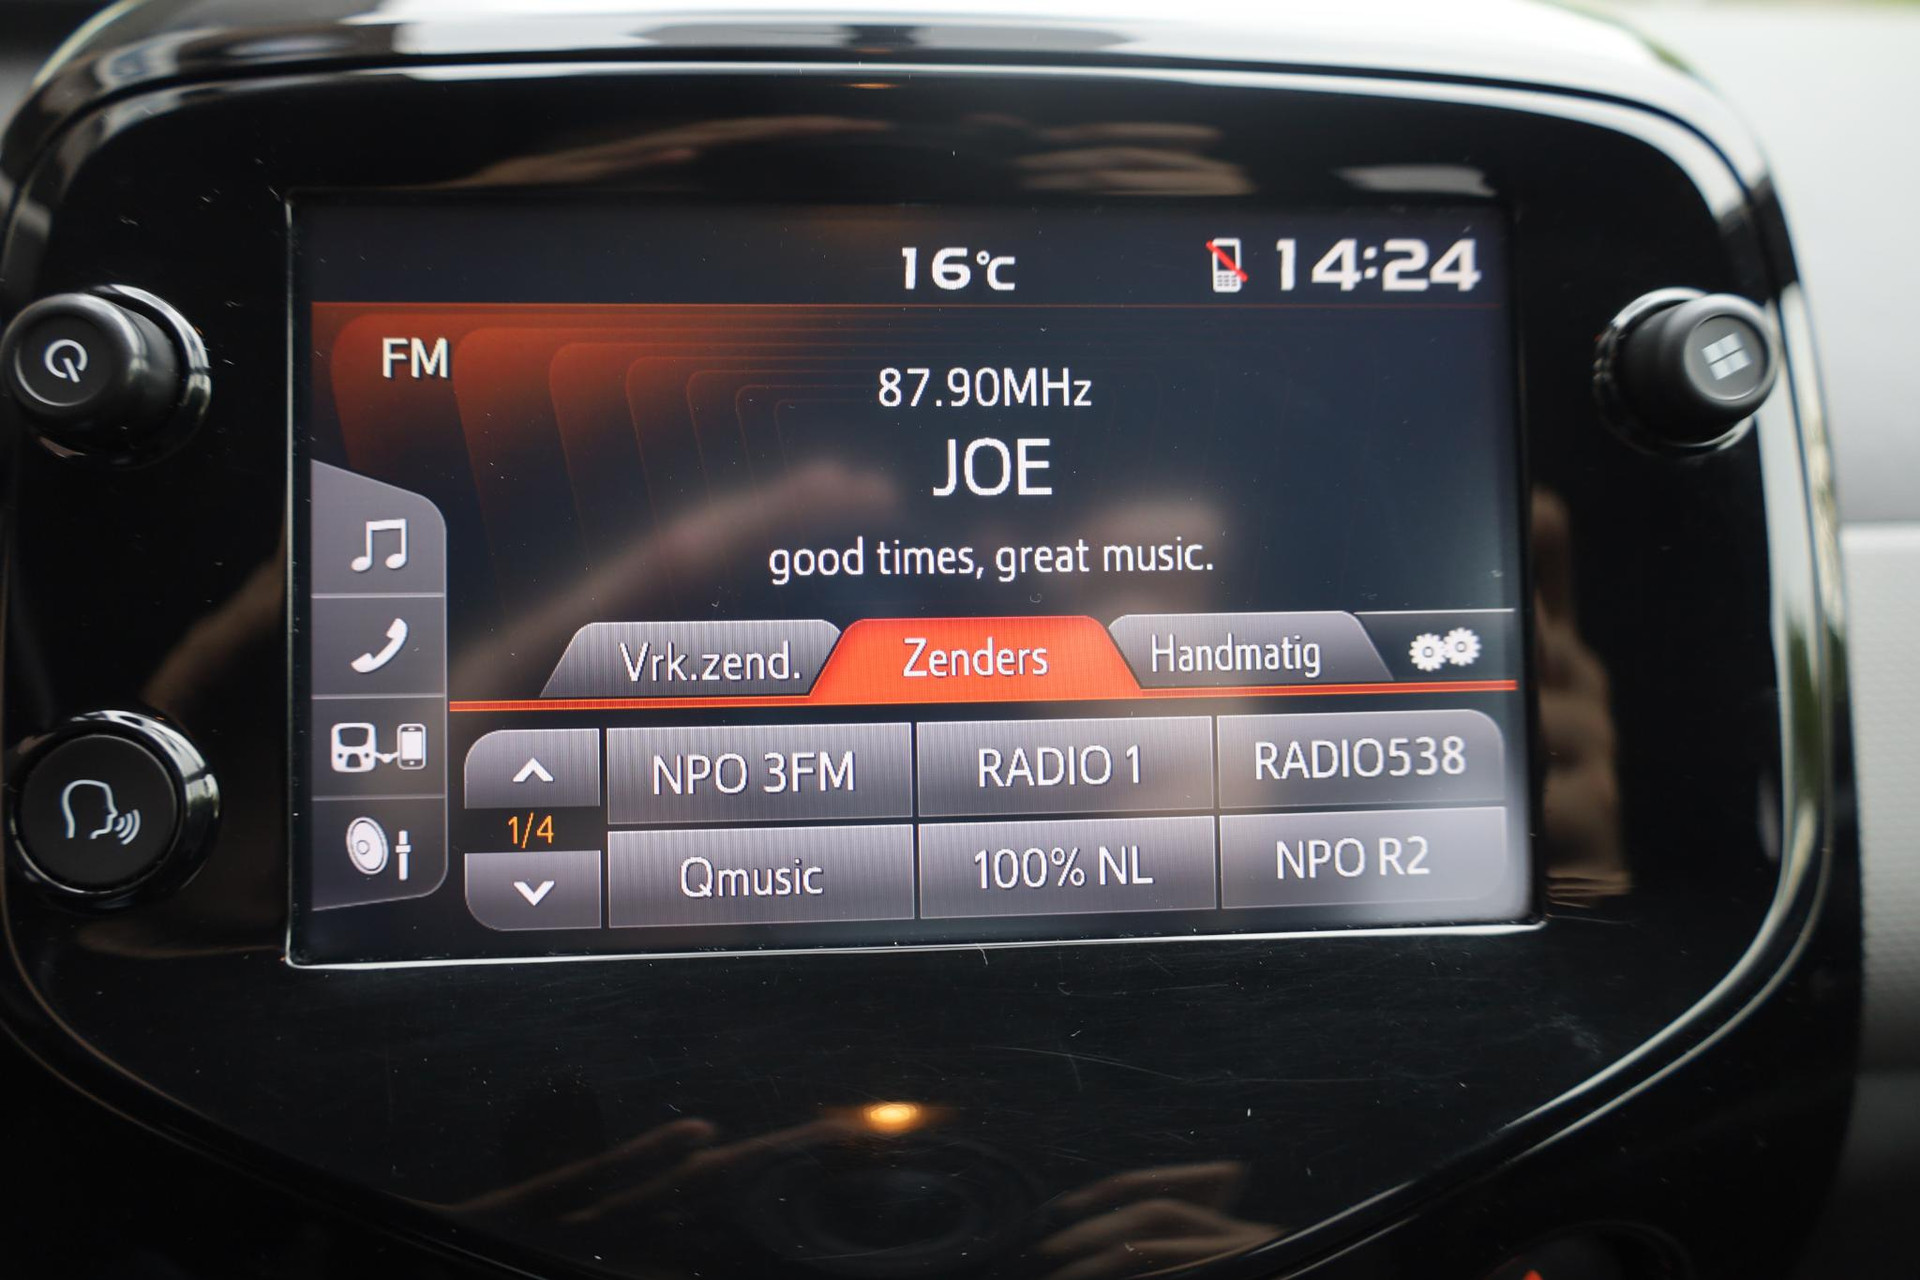 16°C
14:24
FM
87.90MHz
JOE
good times, great music.
Vrk.zend.
Zenders
Handmatig
1/4
NPO 3FM
RADIO 1
RADIO538
Qmusic
100% NL
NPO R2